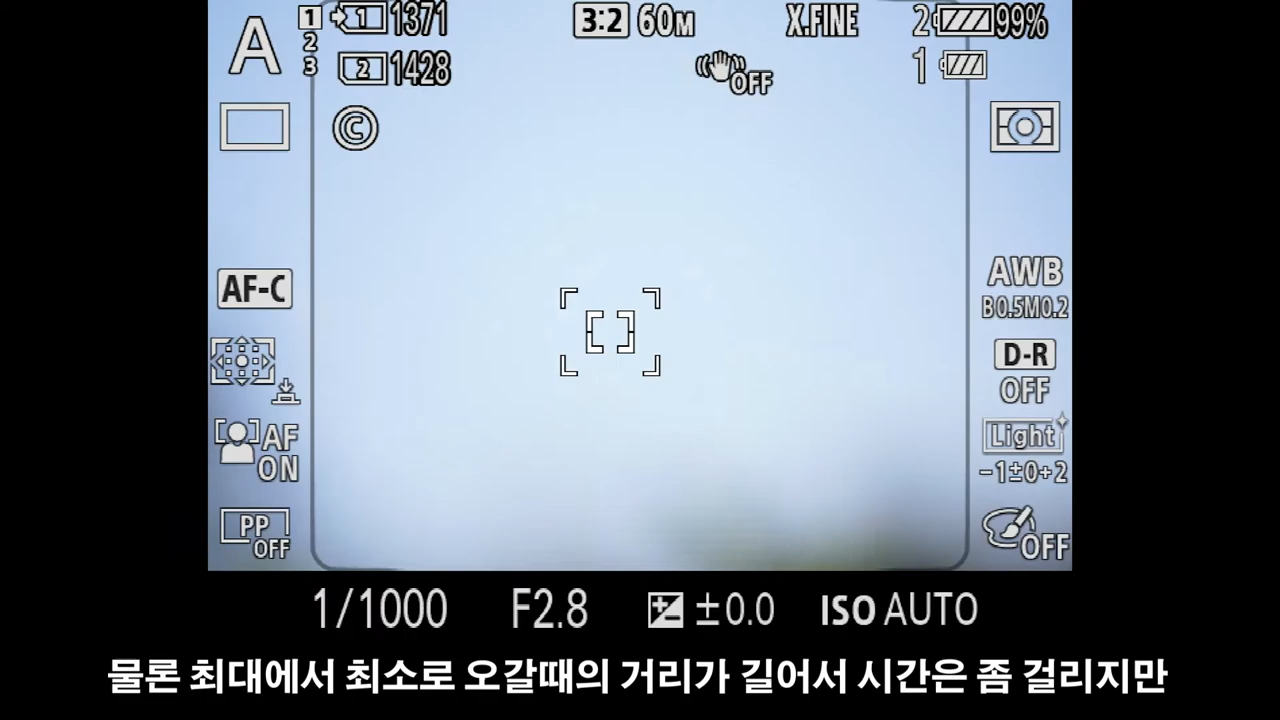 A 1 1 1371 3:2 60M X.FINE 2 99%
2
3 2 1428 OFF 1
©
AF-C
AWB
B0.5M0.2
D-R
OFF
AF
ON
Light
-1±0+2
PP
OFF
OFF
1/1000 F2.8 ±0.0 ISO AUTO
물론 최대에서 최소로 오갈때의 거리가 길어서 시간은 좀 걸리지만